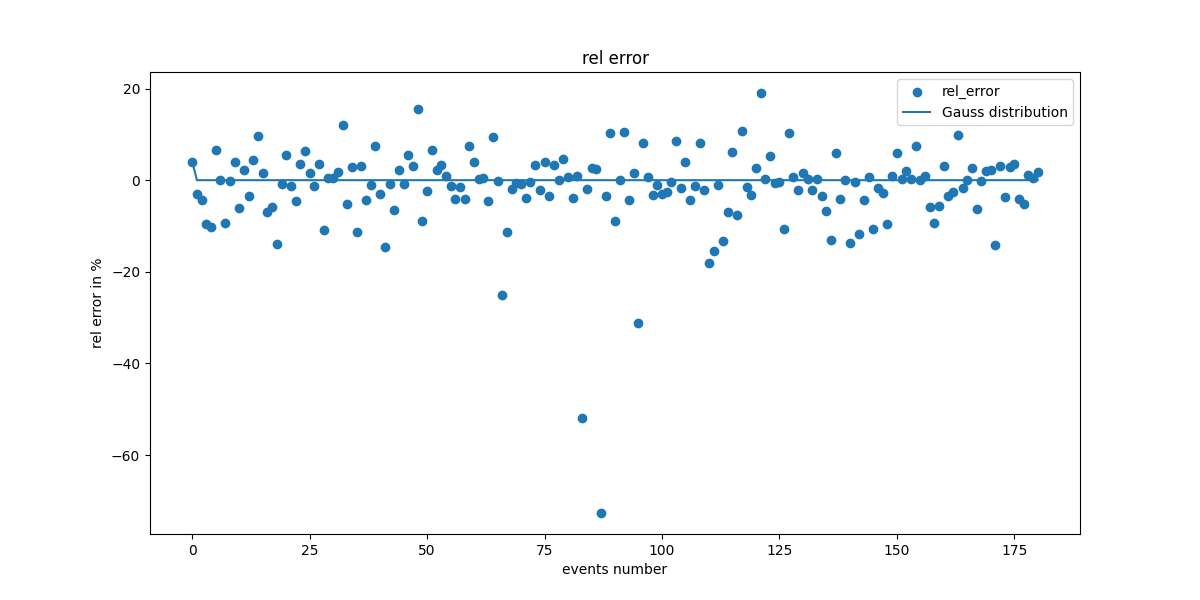 rel error
rel_error
Gauss distribution
rel error in %
20
0
−20
−40
−60
0
25
50
75
100
125
150
175
events number